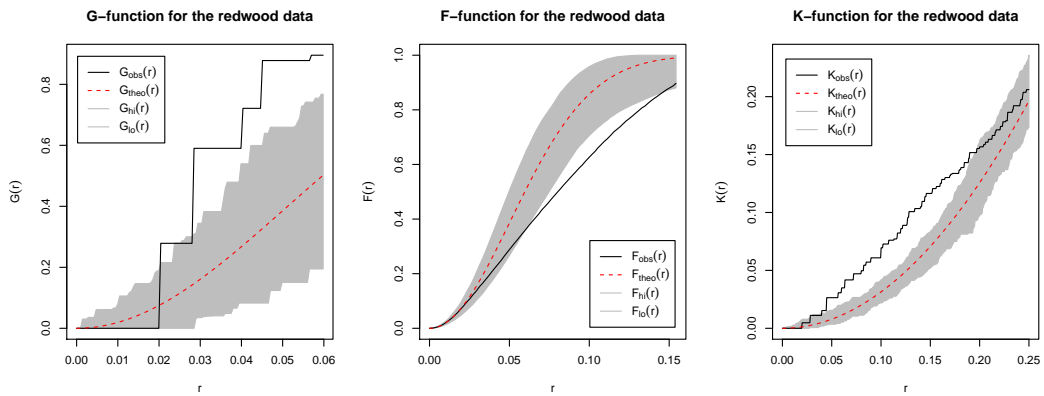 G−function for the redwood data
G(r)
0.0 0.2 0.4 0.6 0.8
Gobs(r)
Gtheo(r)
Ghi(r)
Glo(r)
0.00 0.01 0.02 0.03 0.04 0.05 0.06
r
F−function for the redwood data
F(r)
0.0 0.2 0.4 0.6 0.8 1.0
Fobs(r)
Ftheo(r)
Fhi(r)
Flo(r)
0.00 0.05 0.10 0.15
r
K−function for the redwood data
K(r)
0.00 0.05 0.10 0.15 0.20
Kobs(r)
Ktheo(r)
Khi(r)
Klo(r)
0.00 0.05 0.10 0.15 0.20 0.25
r